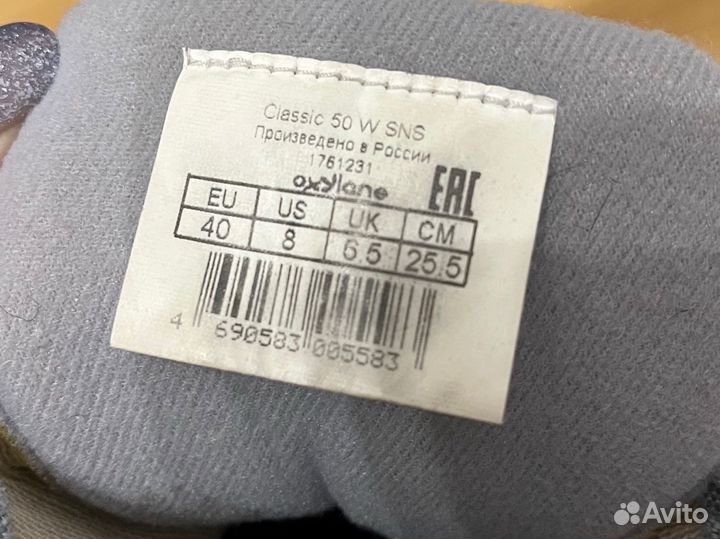 Classic 50 W SNS
Произведено в России
1761231
oxylane EAC
EU US UK CM
40 8 6.5 25.5
4 690583 005583
Avito